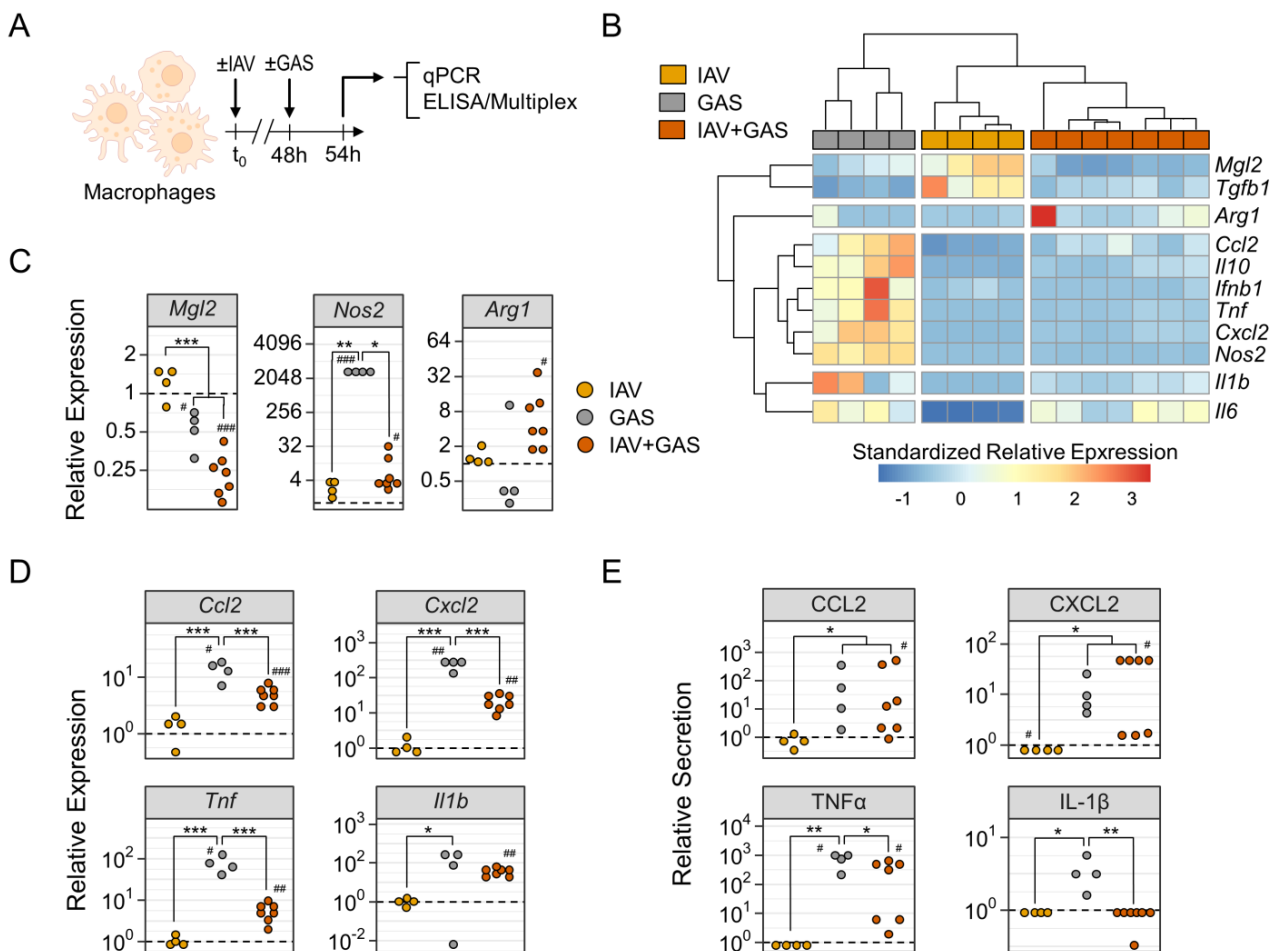 A
±IAV ±GAS
qPCR
ELISA/Multiplex
t0 48h 54h
Macrophages
B
IAV
GAS
IAV+GAS
Mgl2
Tgfb1
Arg1
Ccl2
Il10
Ifnb1
Tnf
Cxcl2
Nos2
Il1b
Il6
Standardized Relative Epxression
-1 0 1 2 3
C
Relative Expression
Mgl2
2
1
0.5
0.25
***
#
###
Nos2
4096
2048
256
32
4
** *
###
#
Arg1
64
32
8
2
0.5
#
IAV
GAS
IAV+GAS
D
Relative Expression
Ccl2
10^1
10^0
*** ***
#
###
Cxcl2
10^3
10^2
10^1
10^0
*** ***
##
##
Tnf
10^2
10^1
10^0
*** ***
#
##
Il1b
10^3
10^2
10^0
10^-2
*
##
E
Relative Secretion
CCL2
10^3
10^2
10^1
10^0
*
#
CXCL2
10^2
10^1
10^0
*
#
#
TNFα
10^4
10^3
10^2
10^1
10^0
** *
# #
IL-1β
10^1
10^0
* **